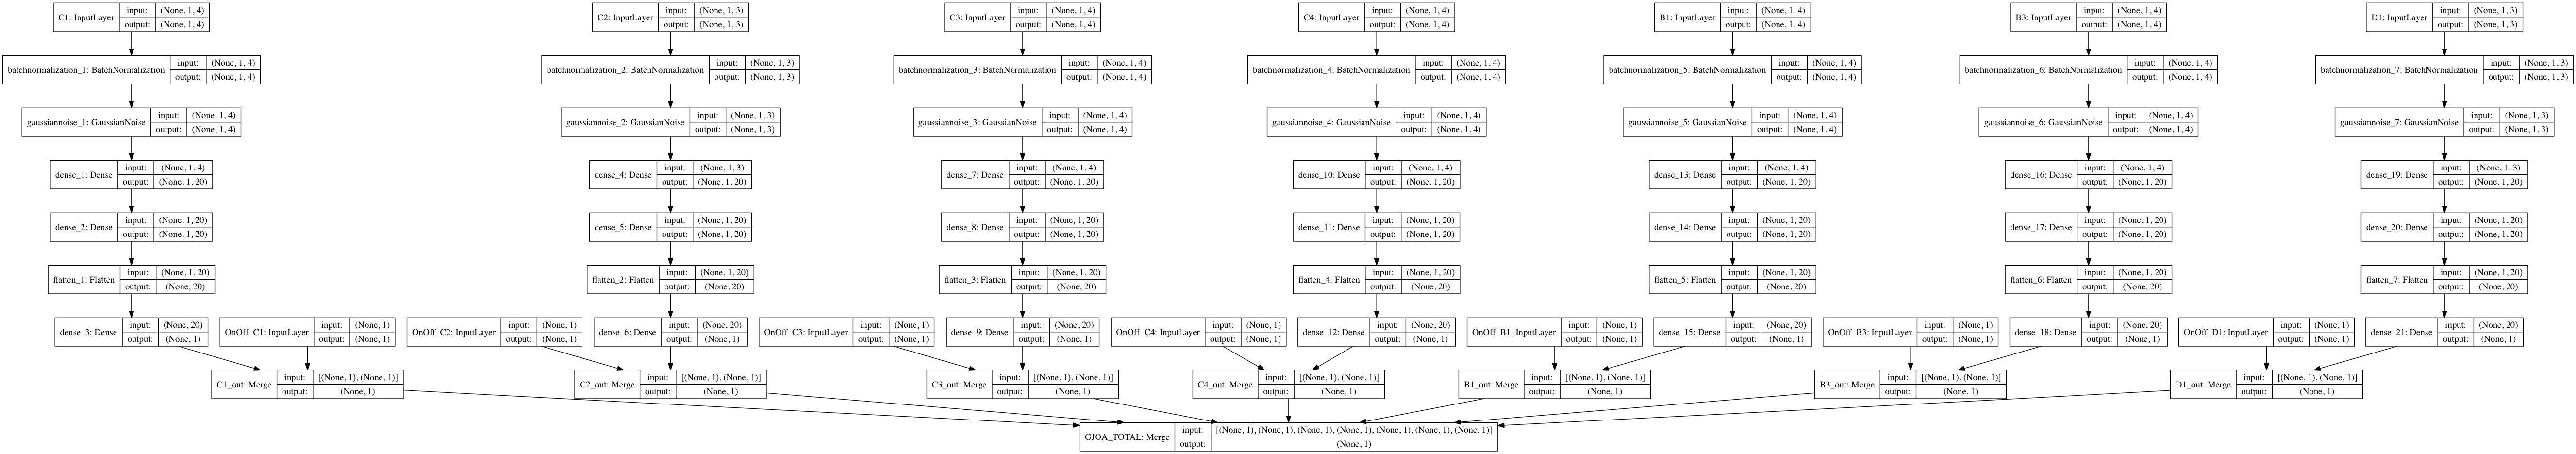 C1: InputLayer input: (None, 1, 4) output: (None, 1, 4)
C2: InputLayer input: (None, 1, 3) output: (None, 1, 3)
C3: InputLayer input: (None, 1, 4) output: (None, 1, 4)
C4: InputLayer input: (None, 1, 4) output: (None, 1, 4)
B1: InputLayer input: (None, 1, 4) output: (None, 1, 4)
B3: InputLayer input: (None, 1, 4) output: (None, 1, 4)
D1: InputLayer input: (None, 1, 3) output: (None, 1, 3)
batchnormalization_1: BatchNormalization input: (None, 1, 4) output: (None, 1, 4)
batchnormalization_2: BatchNormalization input: (None, 1, 3) output: (None, 1, 3)
batchnormalization_3: BatchNormalization input: (None, 1, 4) output: (None, 1, 4)
batchnormalization_4: BatchNormalization input: (None, 1, 4) output: (None, 1, 4)
batchnormalization_5: BatchNormalization input: (None, 1, 4) output: (None, 1, 4)
batchnormalization_6: BatchNormalization input: (None, 1, 4) output: (None, 1, 4)
batchnormalization_7: BatchNormalization input: (None, 1, 3) output: (None, 1, 3)
gaussiannoise_1: GaussianNoise input: (None, 1, 4) output: (None, 1, 4)
gaussiannoise_2: GaussianNoise input: (None, 1, 3) output: (None, 1, 3)
gaussiannoise_3: GaussianNoise input: (None, 1, 4) output: (None, 1, 4)
gaussiannoise_4: GaussianNoise input: (None, 1, 4) output: (None, 1, 4)
gaussiannoise_5: GaussianNoise input: (None, 1, 4) output: (None, 1, 4)
gaussiannoise_6: GaussianNoise input: (None, 1, 4) output: (None, 1, 4)
gaussiannoise_7: GaussianNoise input: (None, 1, 3) output: (None, 1, 3)
dense_1: Dense input: (None, 1, 4) output: (None, 1, 20)
dense_4: Dense input: (None, 1, 3) output: (None, 1, 20)
dense_7: Dense input: (None, 1, 4) output: (None, 1, 20)
dense_10: Dense input: (None, 1, 4) output: (None, 1, 20)
dense_13: Dense input: (None, 1, 4) output: (None, 1, 20)
dense_16: Dense input: (None, 1, 4) output: (None, 1, 20)
dense_19: Dense input: (None, 1, 3) output: (None, 1, 20)
dense_2: Dense input: (None, 1, 20) output: (None, 1, 20)
dense_5: Dense input: (None, 1, 20) output: (None, 1, 20)
dense_8: Dense input: (None, 1, 20) output: (None, 1, 20)
dense_11: Dense input: (None, 1, 20) output: (None, 1, 20)
dense_14: Dense input: (None, 1, 20) output: (None, 1, 20)
dense_17: Dense input: (None, 1, 20) output: (None, 1, 20)
dense_20: Dense input: (None, 1, 20) output: (None, 1, 20)
flatten_1: Flatten input: (None, 1, 20) output: (None, 20)
flatten_2: Flatten input: (None, 1, 20) output: (None, 20)
flatten_3: Flatten input: (None, 1, 20) output: (None, 20)
flatten_4: Flatten input: (None, 1, 20) output: (None, 20)
flatten_5: Flatten input: (None, 1, 20) output: (None, 20)
flatten_6: Flatten input: (None, 1, 20) output: (None, 20)
flatten_7: Flatten input: (None, 1, 20) output: (None, 20)
dense_3: Dense input: (None, 20) output: (None, 1)
OnOff_C1: InputLayer input: (None, 1) output: (None, 1)
OnOff_C2: InputLayer input: (None, 1) output: (None, 1)
dense_6: Dense input: (None, 20) output: (None, 1)
OnOff_C3: InputLayer input: (None, 1) output: (None, 1)
dense_9: Dense input: (None, 20) output: (None, 1)
OnOff_C4: InputLayer input: (None, 1) output: (None, 1)
dense_12: Dense input: (None, 20) output: (None, 1)
OnOff_B1: InputLayer input: (None, 1) output: (None, 1)
dense_15: Dense input: (None, 20) output: (None, 1)
OnOff_B3: InputLayer input: (None, 1) output: (None, 1)
dense_18: Dense input: (None, 20) output: (None, 1)
OnOff_D1: InputLayer input: (None, 1) output: (None, 1)
dense_21: Dense input: (None, 20) output: (None, 1)
C1_out: Merge input: [(None, 1), (None, 1)] output: (None, 1)
C2_out: Merge input: [(None, 1), (None, 1)] output: (None, 1)
C3_out: Merge input: [(None, 1), (None, 1)] output: (None, 1)
C4_out: Merge input: [(None, 1), (None, 1)] output: (None, 1)
B1_out: Merge input: [(None, 1), (None, 1)] output: (None, 1)
B3_out: Merge input: [(None, 1), (None, 1)] output: (None, 1)
D1_out: Merge input: [(None, 1), (None, 1)] output: (None, 1)
GJOA_TOTAL: Merge input: [(None, 1), (None, 1), (None, 1), (None, 1), (None, 1), (None, 1), (None, 1)] output: (None, 1)